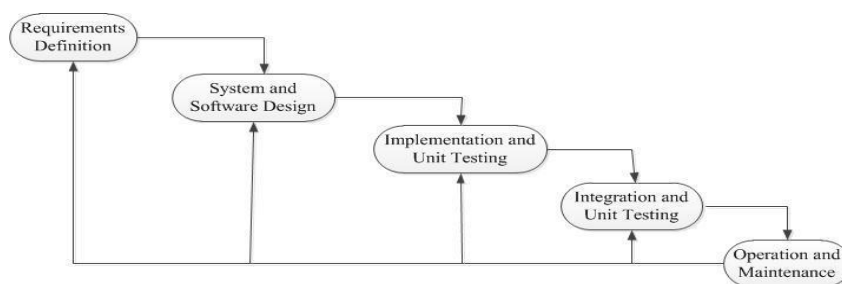 Requirements
Definition
System and
Software Design
Implementation and
Unit Testing
Integration and
Unit Testing
Operation and
Maintenance